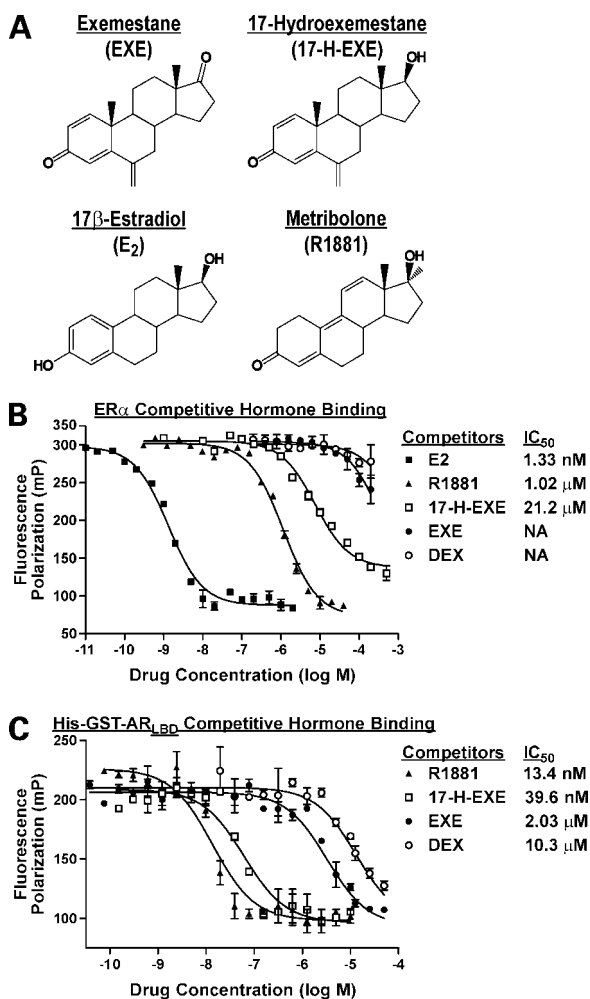 A
Exemestane
(EXE)
17-Hydroexemestane
(17-H-EXE)
O
O
OH
O
17β-Estradiol
(E2)
Metribolone
(R1881)
OH
HO
OH
O
B
ERα Competitive Hormone Binding
Fluorescence
Polarization (mP)
350
300
250
200
150
100
50
-11 -10 -9 -8 -7 -6 -5 -4 -3
Drug Concentration (log M)
Competitors IC50
E2 1.33 nM
R1881 1.02 μM
17-H-EXE 21.2 μM
EXE NA
DEX NA
C
His-GST-ARLBD Competitive Hormone Binding
Fluorescence
Polarization (mP)
250
200
150
100
-10 -9 -8 -7 -6 -5 -4
Drug Concentration (log M)
Competitors IC50
R1881 13.4 nM
17-H-EXE 39.6 nM
EXE 2.03 μM
DEX 10.3 μM